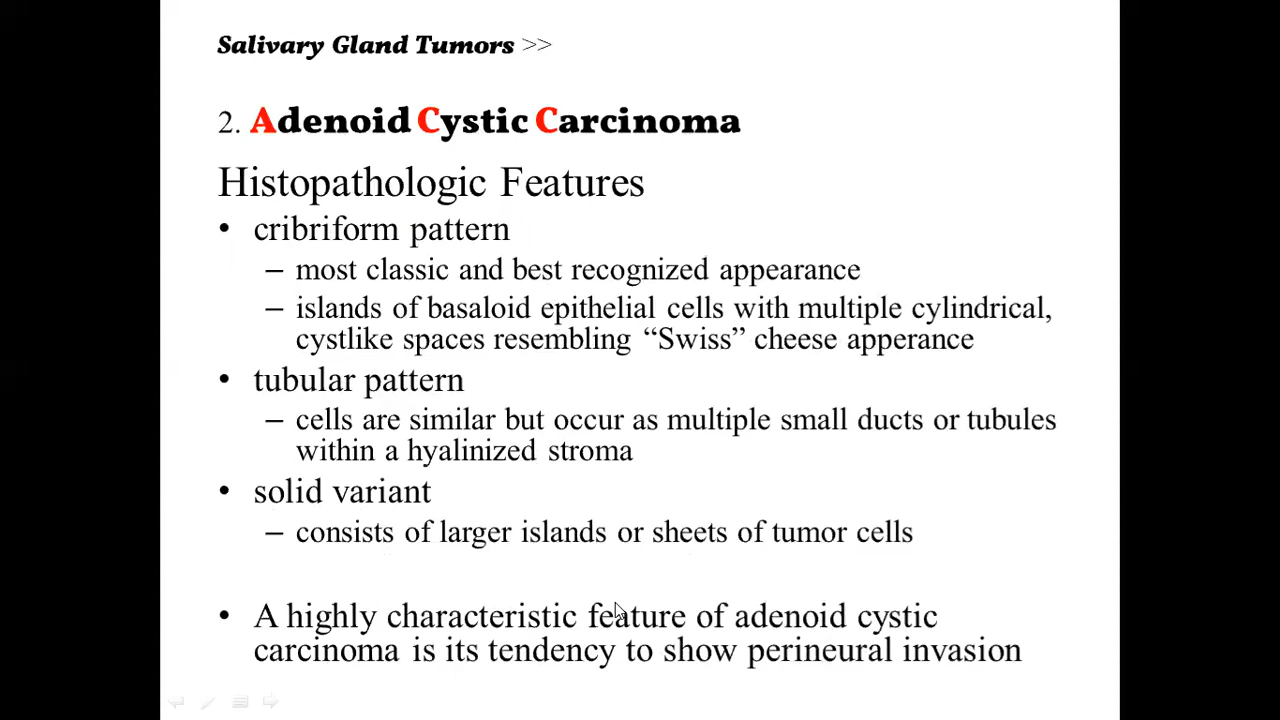 Salivary Gland Tumors >>
2. Adenoid Cystic Carcinoma
Histopathologic Features
• cribriform pattern
– most classic and best recognized appearance
– islands of basaloid epithelial cells with multiple cylindrical,
cystlike spaces resembling “Swiss” cheese apperance
• tubular pattern
– cells are similar but occur as multiple small ducts or tubules
within a hyalinized stroma
• solid variant
– consists of larger islands or sheets of tumor cells
• A highly characteristic feature of adenoid cystic
carcinoma is its tendency to show perineural invasion